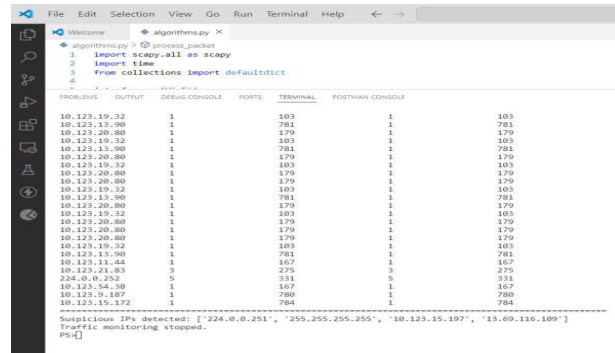 File Edit Selection View Go Run Terminal Help
Welcome algorithms.py
algorithms.py > process_packet
1 import scapy.all as scapy
2 import time
3 from collections import defaultdict
4
PROBLEMS OUTPUT DEBUG CONSOLE PORTS TERMINAL POSTMAN CONSOLE
10.123.19.32 1 103 1 103
10.123.13.90 1 781 1 781
10.123.20.80 1 179 1 179
10.123.19.32 1 103 1 103
10.123.13.90 1 781 1 781
10.123.20.80 1 179 1 179
10.123.19.32 1 103 1 103
10.123.20.80 1 179 1 179
10.123.20.80 1 179 1 179
10.123.19.32 1 103 1 103
10.123.13.90 1 781 1 781
10.123.20.80 1 179 1 179
10.123.19.32 1 103 1 103
10.123.20.80 1 179 1 179
10.123.20.80 1 179 1 179
10.123.19.32 1 103 1 103
10.123.13.90 1 781 1 781
10.123.11.44 1 167 1 167
10.123.21.83 3 275 3 275
224.0.0.252 5 331 5 331
10.123.54.30 1 167 1 167
10.123.9.187 1 780 1 780
10.123.15.172 1 784 1 784
Suspicious IPs detected: ['224.0.0.251', '255.255.255.255', '10.123.15.197', '13.69.116.109']
Traffic monitoring stopped.
PS>